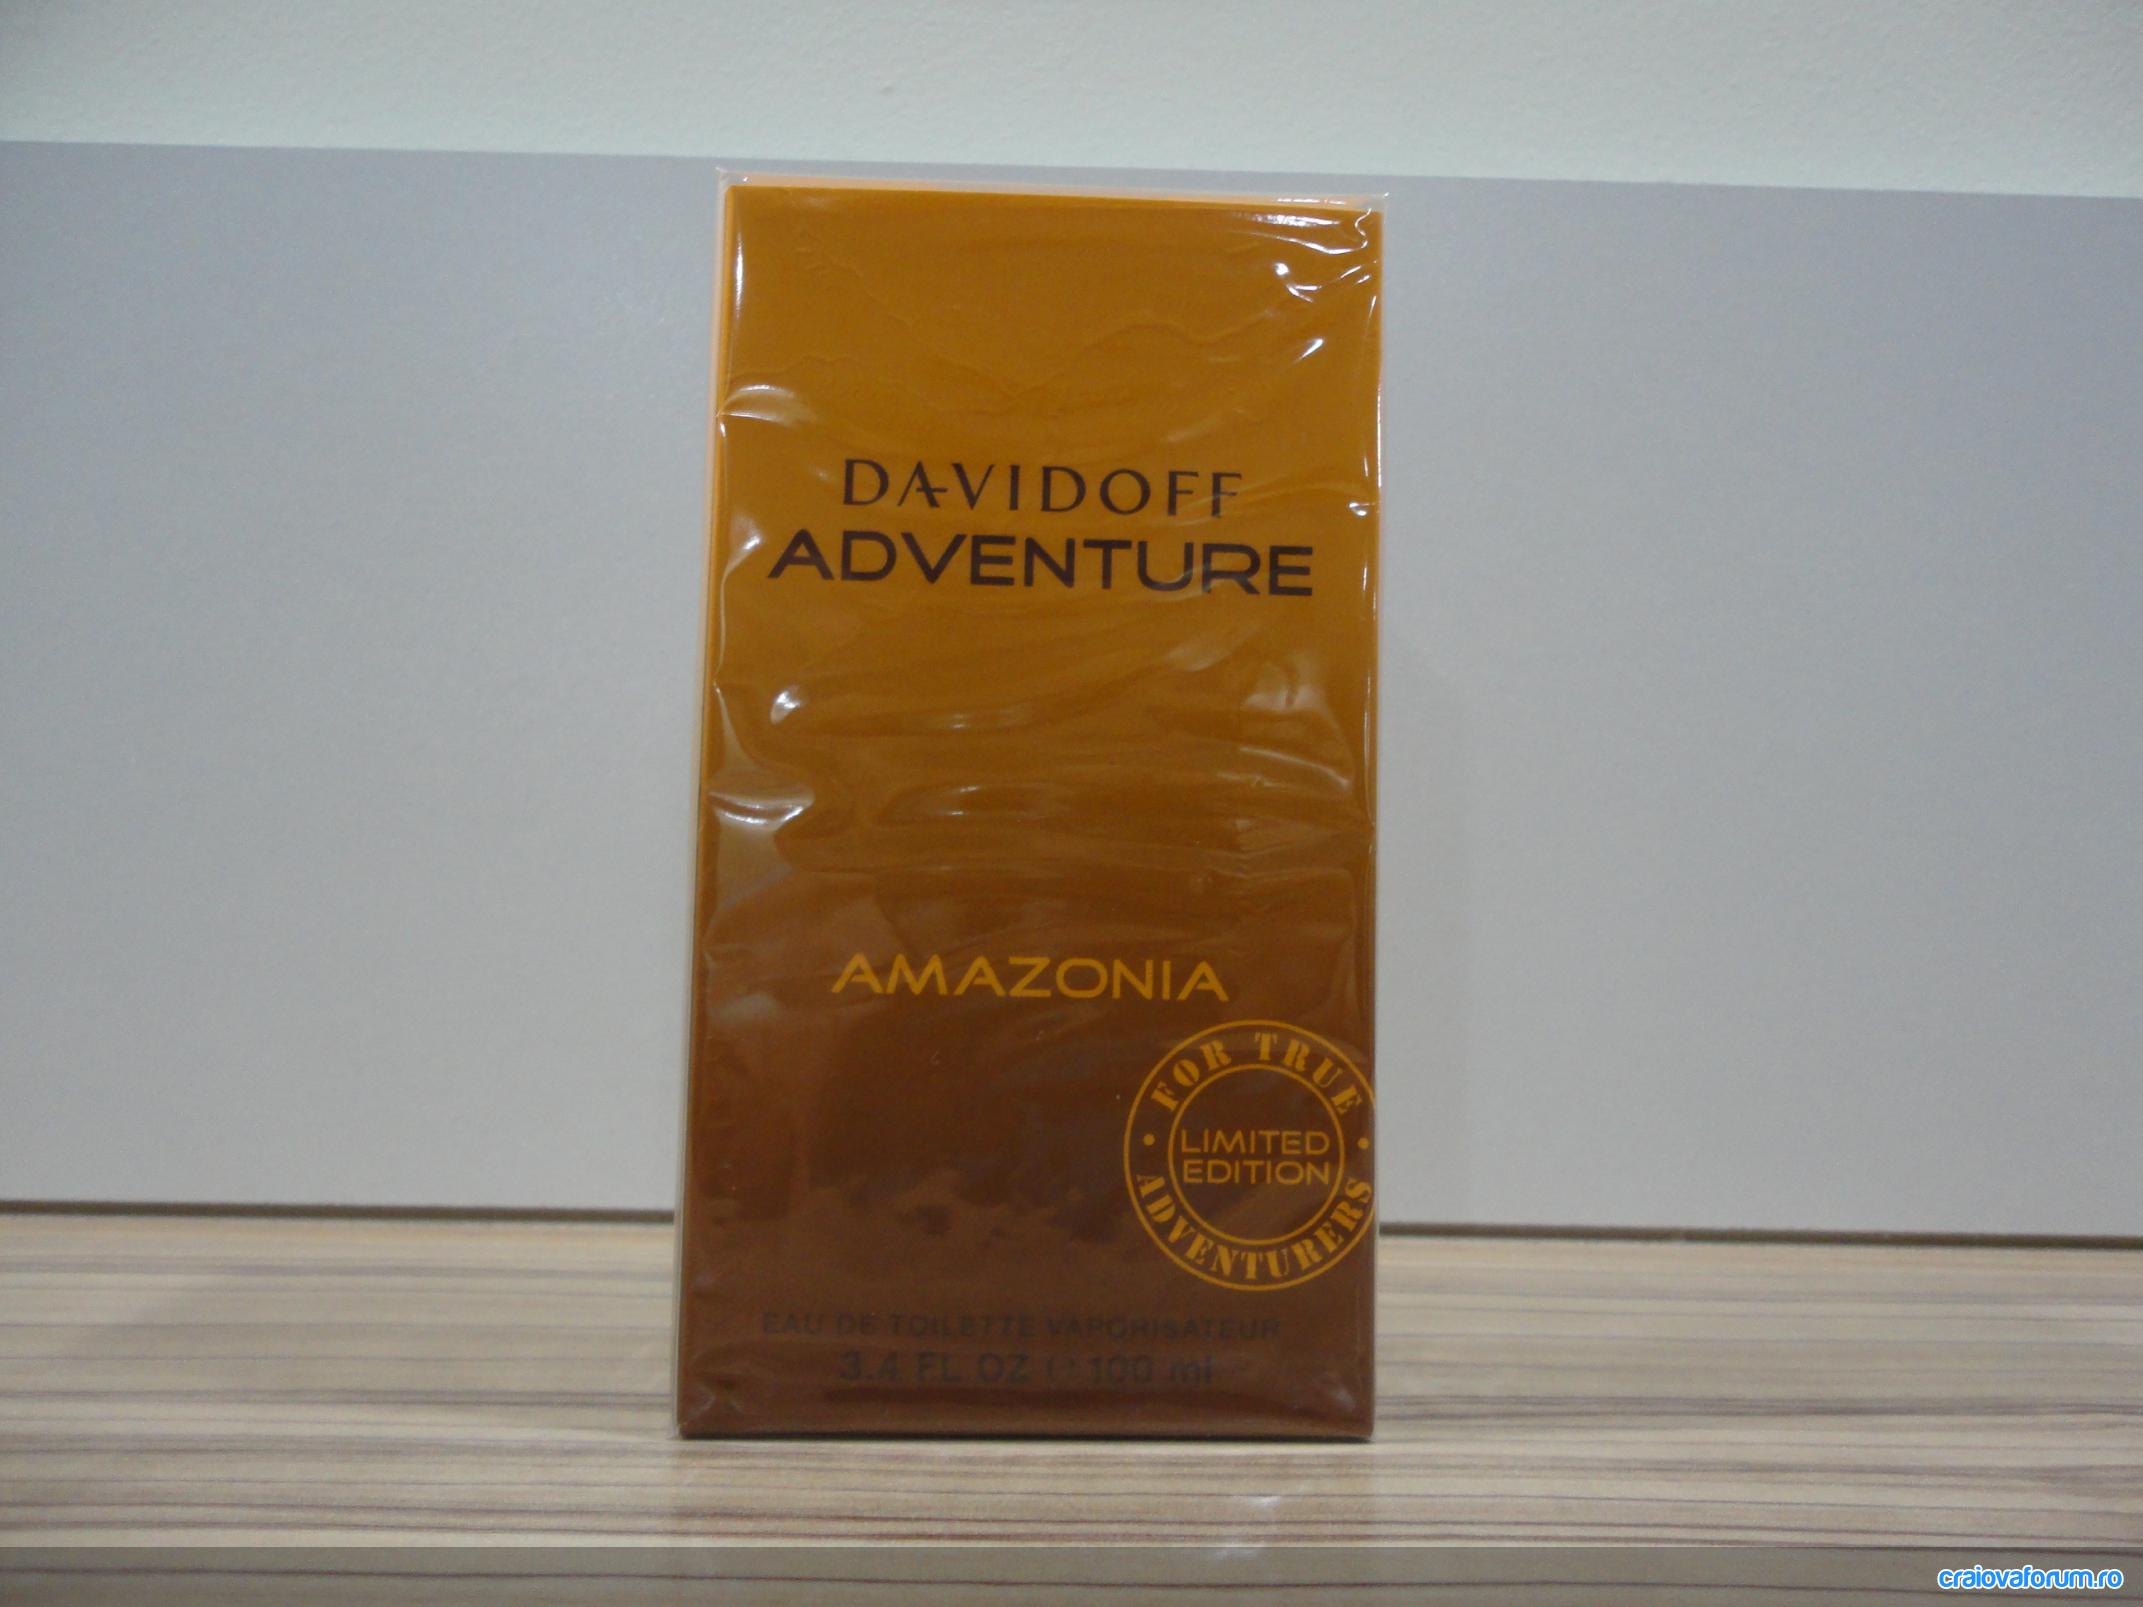 DAVIDOFF
ADVENTURE
AMAZONIA
FOR TRUE
LIMITED
EDITION
ADVENTURERS
EAU DE TOILETTE VAPORISATEUR
3.4 FL OZ ℮ 100 ml
craiovaforum.ro